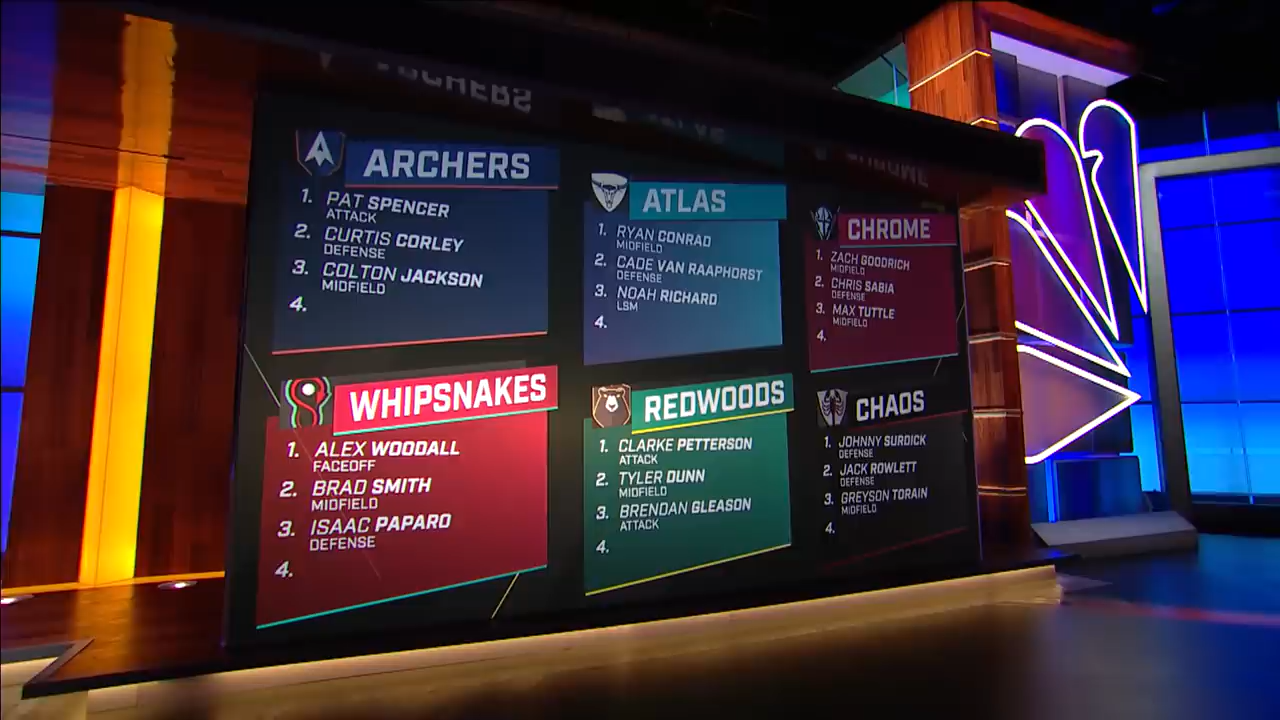 ARCHERS
1. PAT SPENCER
ATTACK
2. CURTIS CORLEY
DEFENSE
3. COLTON JACKSON
MIDFIELD
4.
ATLAS
1. RYAN CONRAD
MIDFIELD
2. CADE VAN RAAPHORST
DEFENSE
3. NOAH RICHARD
LSM
4.
CHROME
1. ZACH GOODRICH
MIDFIELD
2. CHRIS SABIA
DEFENSE
3. MAX TUTTLE
MIDFIELD
4.
WHIPSNAKES
1. ALEX WOODALL
FACEOFF
2. BRAD SMITH
MIDFIELD
3. ISAAC PAPARO
DEFENSE
4.
REDWOODS
1. CLARKE PETTERSON
ATTACK
2. TYLER DUNN
MIDFIELD
3. BRENDAN GLEASON
ATTACK
4.
CHAOS
1. JOHNNY SURDICK
DEFENSE
2. JACK ROWLETT
DEFENSE
3. GREYSON TORAIN
MIDFIELD
4.